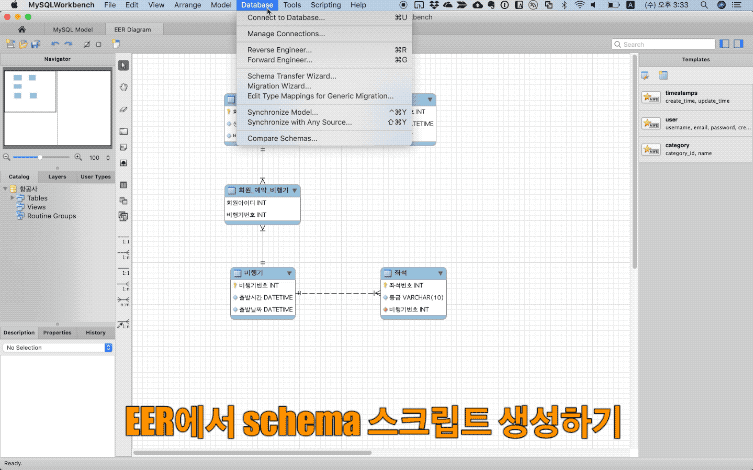 MySQLWorkbench File Edit View Arrange Model Database Tools Scripting Help
(수) 오후 3:33
MySQL Model EER Diagram
Search
Navigator
100
Catalog Layers User Types
항공사
Tables
Views
Routine Groups
Description Properties History
No Selection
Ready.
1:1
1:1
Connect to Database... ⌘U
Manage Connections...
Reverse Engineer... ⌘R
Forward Engineer... ⌘G
Schema Transfer Wizard...
Migration Wizard...
Edit Type Mappings for Generic Migration...
Synchronize Model... ^⌘Y
Synchronize with Any Source... ⇧⌘Y
Compare Schemas...
회원 예약 비행기
회원아이디 INT
비행기번호 INT
비행기
비행기번호 INT
출발시간 DATETIME
출발날짜 DATETIME
좌석
좌석번호 INT
등급 VARCHAR(10)
비행기번호 INT
Templates
timestamps
create_time, update_time
user
username, email, password, cre...
category
category_id, name
EER에서 schema 스크립트 생성하기